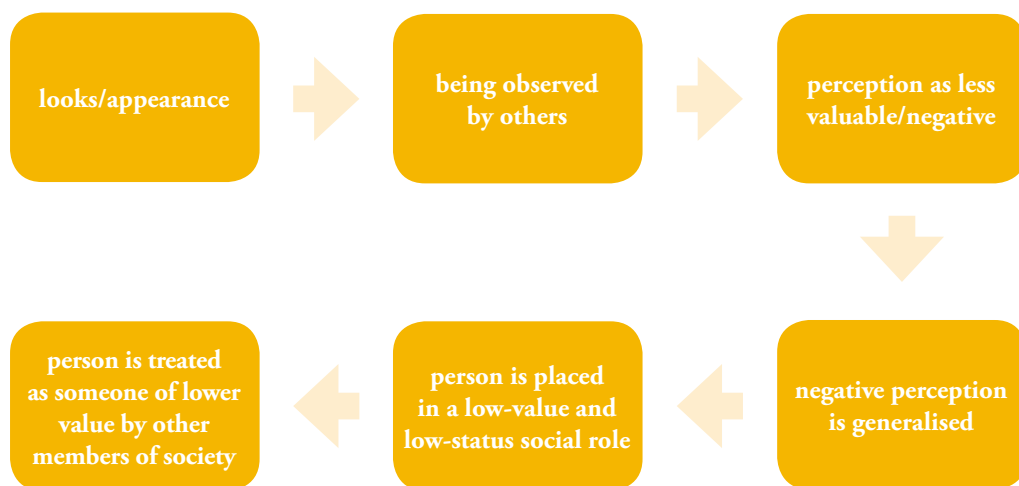 looks/appearance
being observed
by others
perception as less
valuable/negative
negative perception
is generalised
person is placed
in a low-value and
low-status social role
person is treated
as someone of lower
value by other
members of society